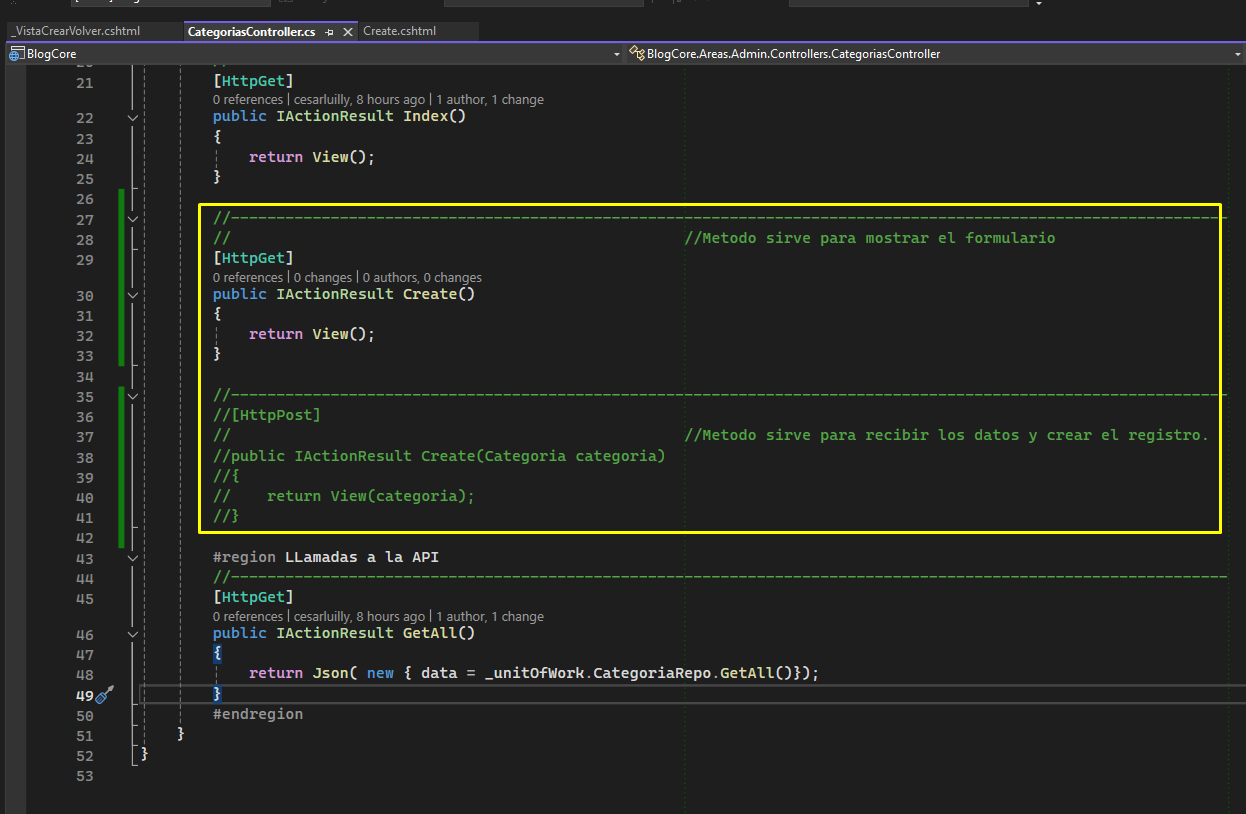 _VistaCrearVolver.cshtml
CategoriasController.cs
Create.cshtml
BlogCore
BlogCore.Areas.Admin.Controllers.CategoriasController
21 [HttpGet]
0 references | cesarluilly, 8 hours ago | 1 author, 1 change
22 public IActionResult Index()
23 {
24 return View();
25 }
26
27 //--------------------------------------------------------------------------------------------------------------
28 // //Metodo sirve para mostrar el formulario
29 [HttpGet]
0 references | 0 changes | 0 authors, 0 changes
30 public IActionResult Create()
31 {
32 return View();
33 }
34
35 //--------------------------------------------------------------------------------------------------------------
36 //[HttpPost]
37 // //Metodo sirve para recibir los datos y crear el registro.
38 //public IActionResult Create(Categoria categoria)
39 //{
40 // return View(categoria);
41 //}
42
43 #region LLamadas a la API
44 //--------------------------------------------------------------------------------------------------------------
45 [HttpGet]
0 references | cesarluilly, 8 hours ago | 1 author, 1 change
46 public IActionResult GetAll()
47 {
48 return Json( new { data = _unitOfWork.CategoriaRepo.GetAll()});
49 }
50 #endregion
51 }
52 }
53